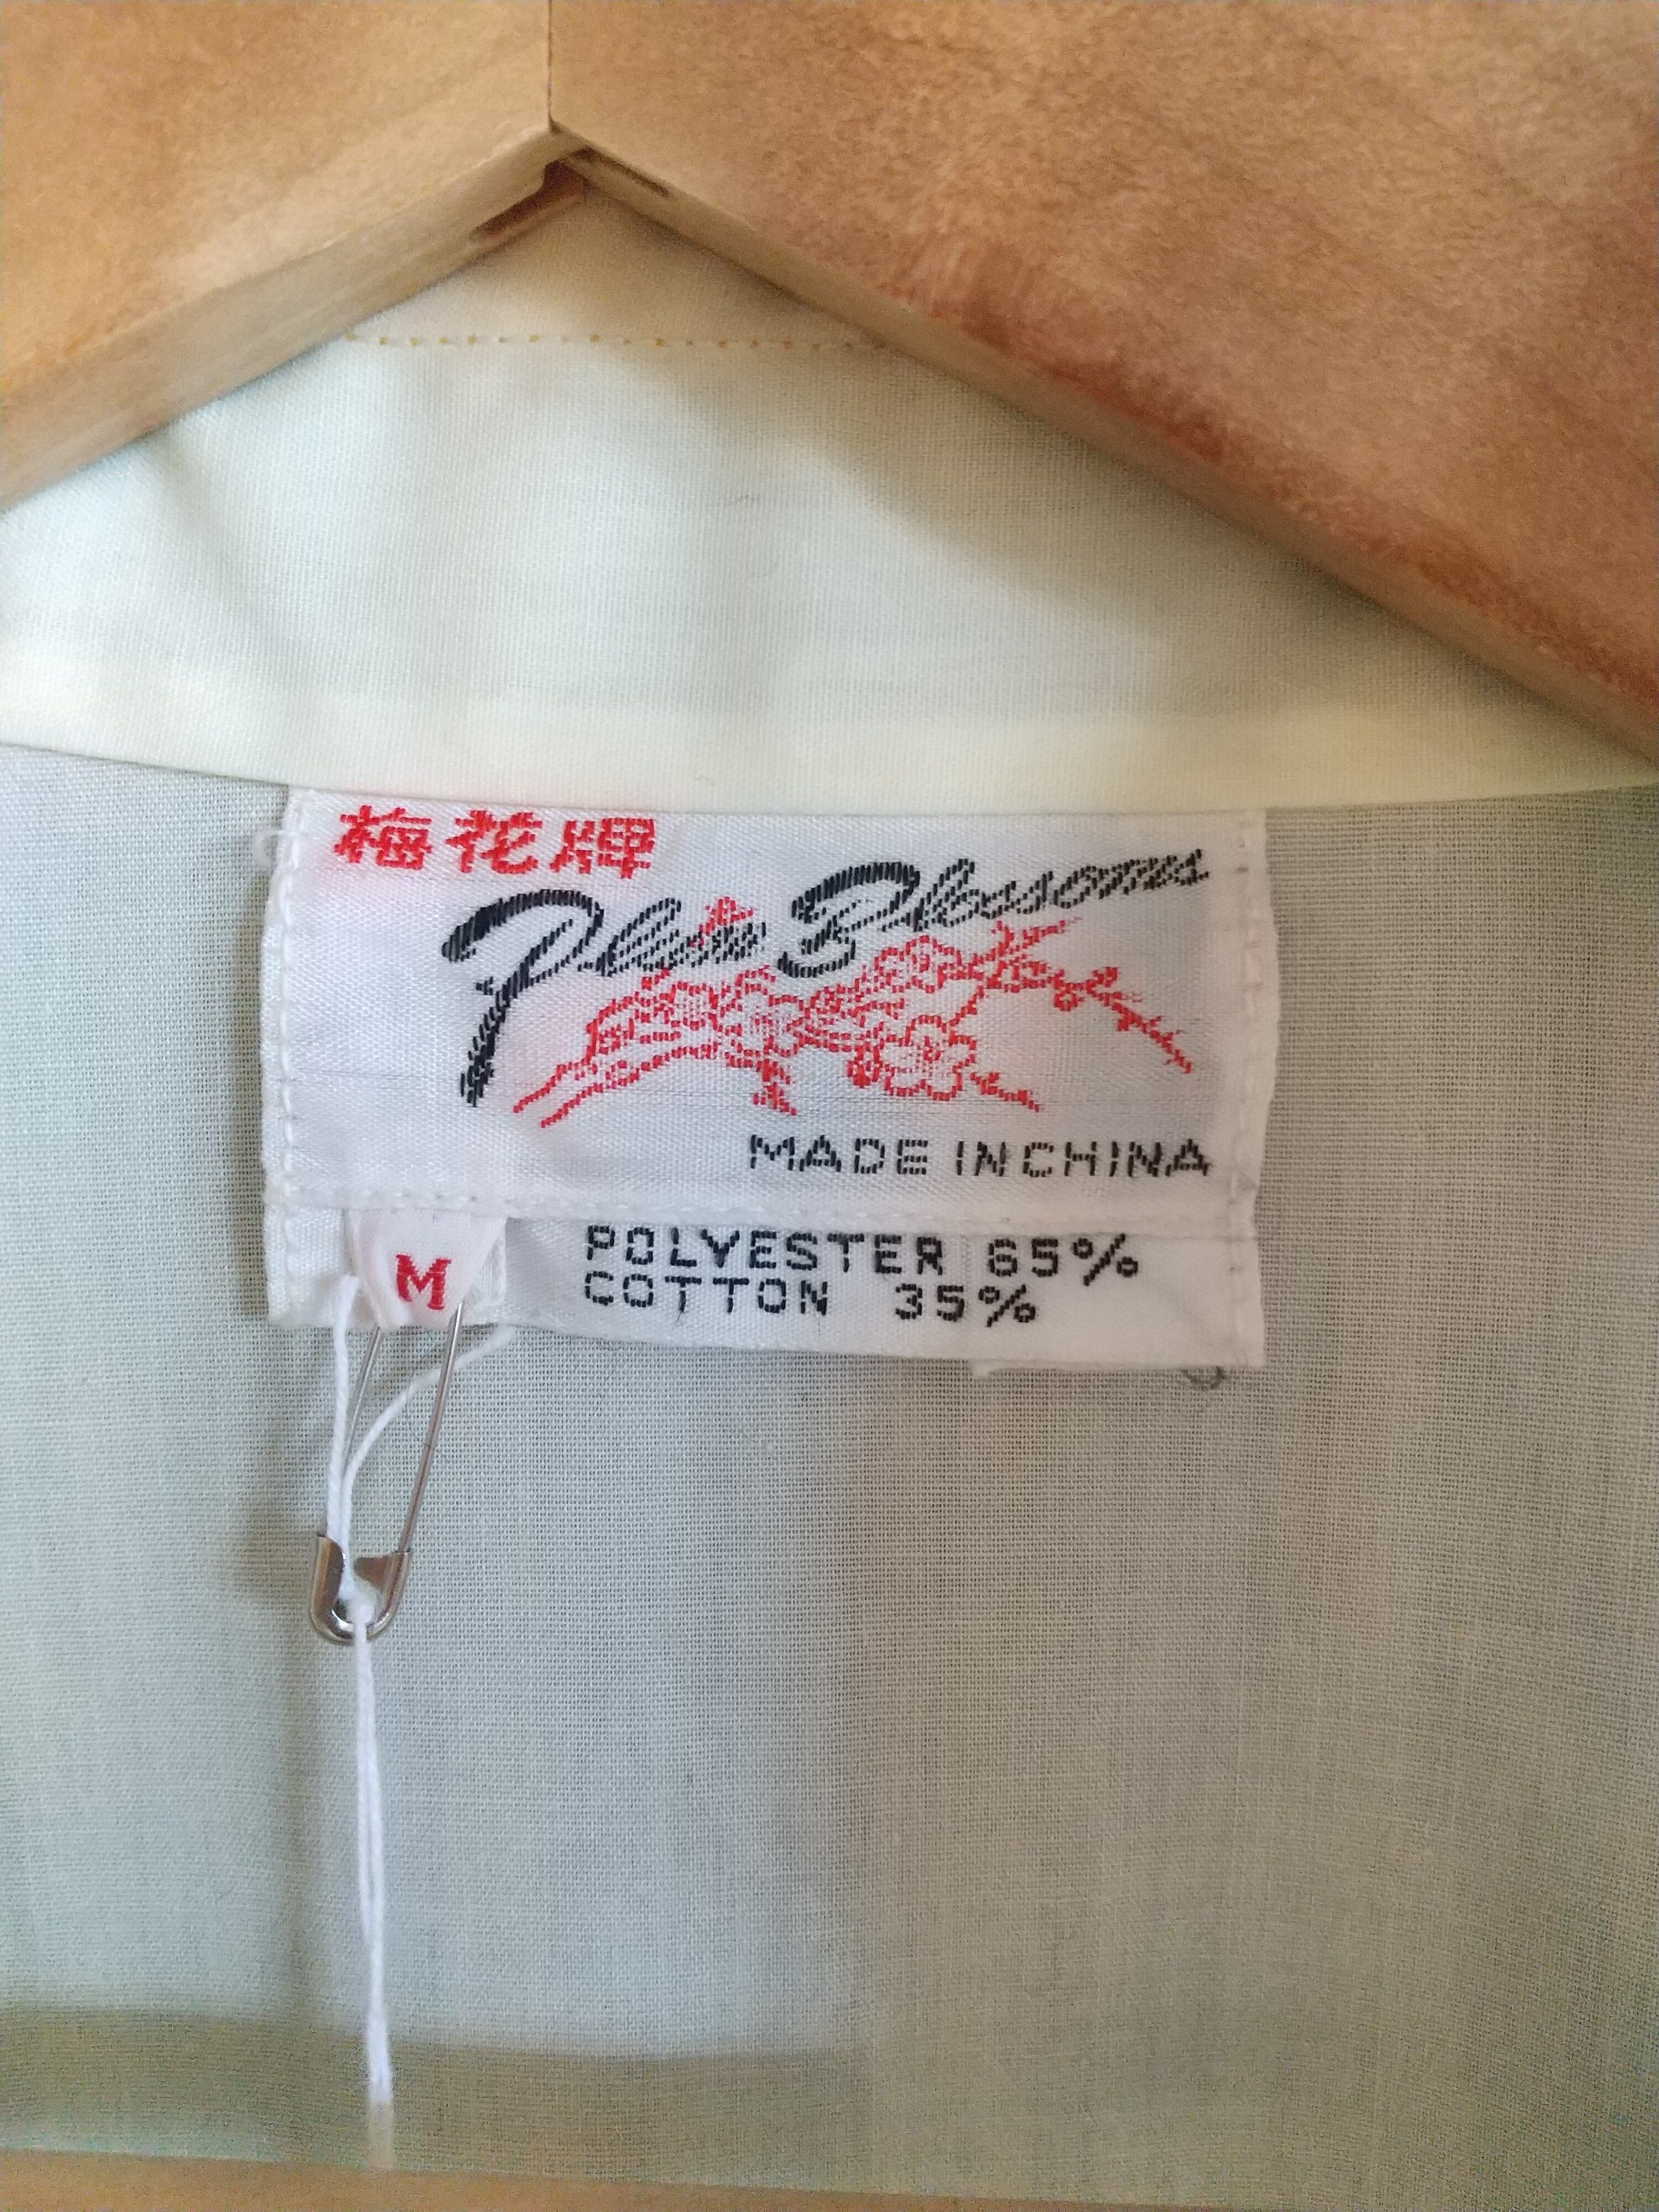 梅花牌
Plum Blossoms
MADE IN CHINA
M
POLYESTER 65%
COTTON 35%